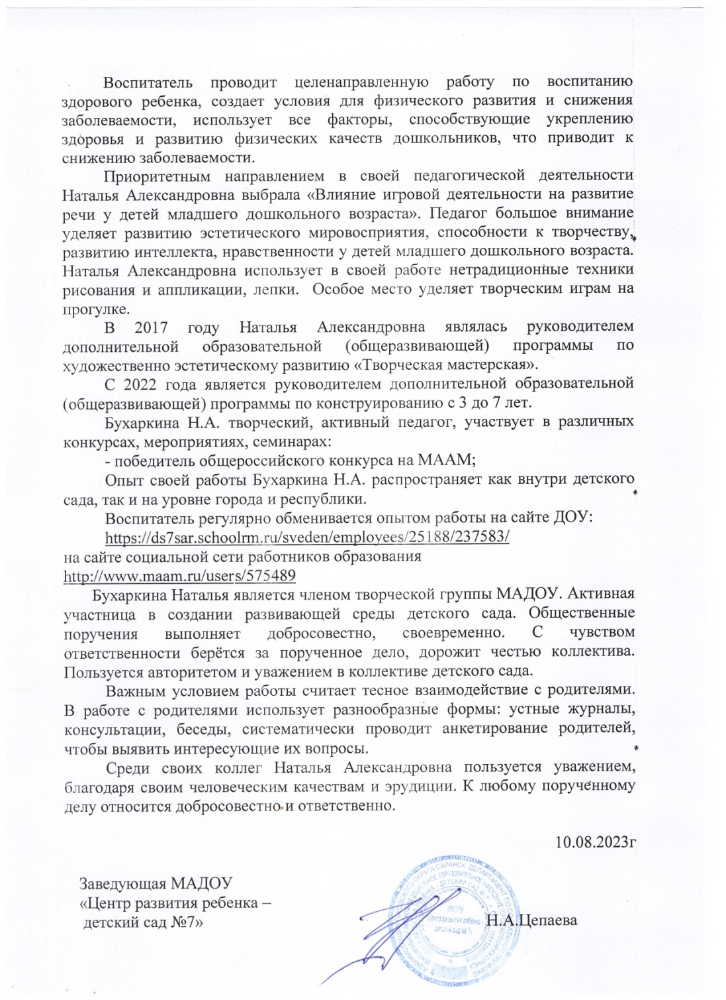 Воспитатель проводит целенаправленную работу по воспитанию
здорового ребенка, создает условия для физического развития и снижения
заболеваемости, использует все факторы, способствующие укреплению
здоровья и развитию физических качеств дошкольников, что приводит к
снижению заболеваемости.
Приоритетным направлением в своей педагогической деятельности
Наталья Александровна выбрала «Влияние игровой деятельности на развитие
речи у детей младшего дошкольного возраста». Педагог большое внимание
уделяет развитию эстетического мировосприятия, способности к творчеству,
развитию интеллекта, нравственности у детей младшего дошкольного возраста.
Наталья Александровна использует в своей работе нетрадиционные техники
рисования и аппликации, лепки. Особое место уделяет творческим играм на
прогулке.
В 2017 году Наталья Александровна являлась руководителем
дополнительной образовательной (общеразвивающей) программы по
художественно эстетическому развитию «Творческая мастерская».
С 2022 года является руководителем дополнительной образовательной
(общеразвивающей) программы по конструированию с 3 до 7 лет.
Бухаркина Н.А. творческий, активный педагог, участвует в различных
конкурсах, мероприятиях, семинарах:
- победитель общероссийского конкурса на МААМ;
Опыт своей работы Бухаркина Н.А. распространяет как внутри детского
сада, так и на уровне города и республики.
Воспитатель регулярно обменивается опытом работы на сайте ДОУ:
https://ds7sar.schoolrm.ru/sveden/employees/25188/237583/
на сайте социальной сети работников образования
http://www.maam.ru/users/575489
Бухаркина Наталья является членом творческой группы МАДОУ. Активная
участница в создании развивающей среды детского сада. Общественные
поручения выполняет добросовестно, своевременно. С чувством
ответственности берётся за порученное дело, дорожит честью коллектива.
Пользуется авторитетом и уважением в коллективе детского сада.
Важным условием работы считает тесное взаимодействие с родителями.
В работе с родителями использует разнообразные формы: устные журналы,
консультации, беседы, систематически проводит анкетирование родителей,
чтобы выявить интересующие их вопросы.
Среди своих коллег Наталья Александровна пользуется уважением,
благодаря своим человеческим качествам и эрудиции. К любому порученному
делу относится добросовестно и ответственно.
10.08.2023г
Заведующая МАДОУ
«Центр развития ребенка –
детский сад №7»
Н.А.Цепаева
МАДОУ
Центр развития ребенка -
детский сад № 7